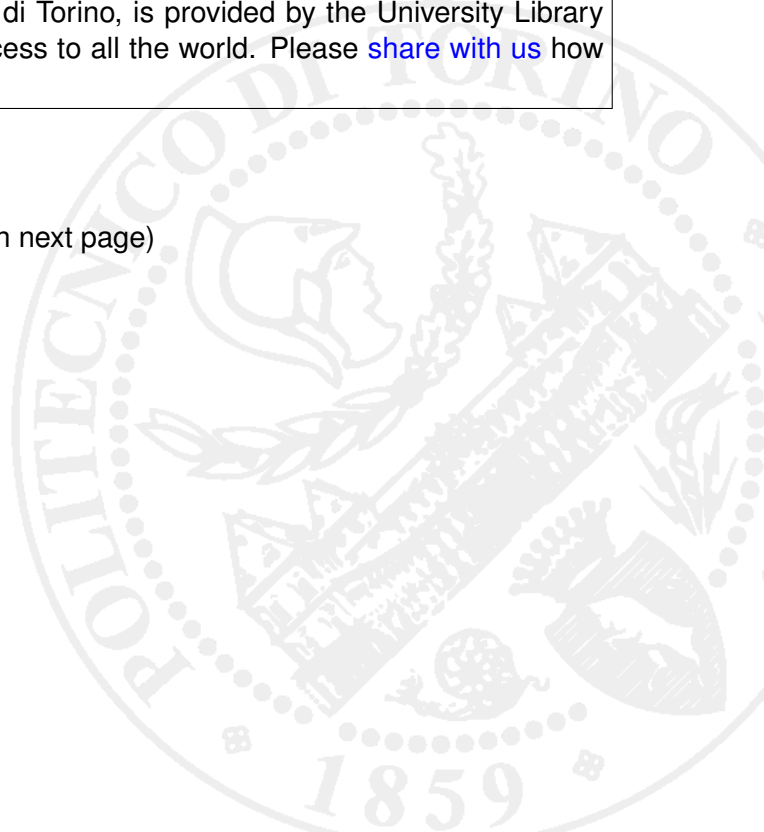 di Torino, is provided by the University Library
cess to all the world. Please share with us how
n next page)
POLITECNICO DI TORINO
1859